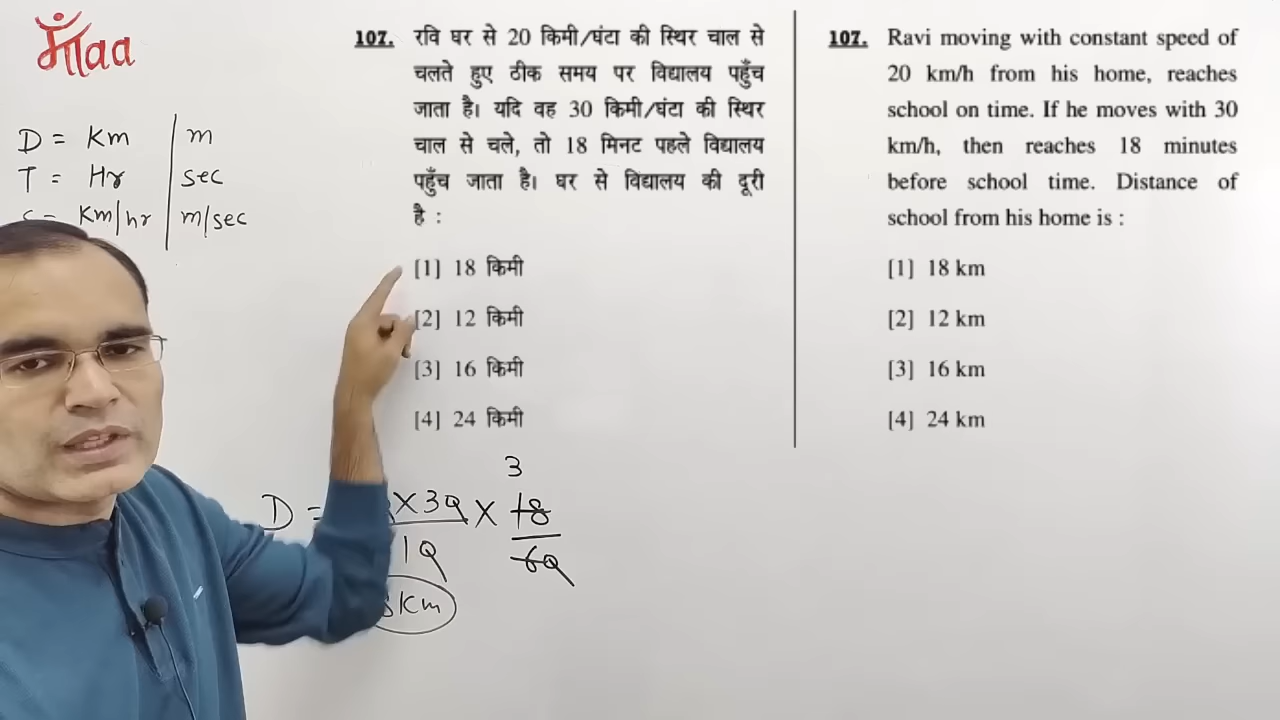 माँaa
D = Km | m
T = Hr | sec
S = Km/hr | m/sec
107. रवि घर से 20 किमी/घंटा की स्थिर चाल से
चलते हुए ठीक समय पर विद्यालय पहुँच
जाता है। यदि वह 30 किमी/घंटा की स्थिर
चाल से चले, तो 18 मिनट पहले विद्यालय
पहुँच जाता है। घर से विद्यालय की दूरी
है :
[1] 18 किमी
[2] 12 किमी
[3] 16 किमी
[4] 24 किमी
107. Ravi moving with constant speed of
20 km/h from his home, reaches
school on time. If he moves with 30
km/h, then reaches 18 minutes
before school time. Distance of
school from his home is :
[1] 18 km
[2] 12 km
[3] 16 km
[4] 24 km
3
D = × 30 × 18
10 60
Km